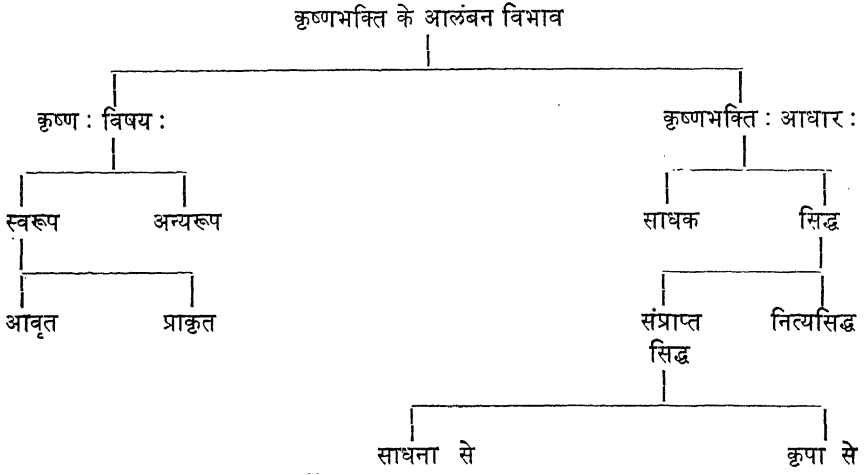 कृष्णभक्ति के आलंबन विभाव
कृष्ण : विषय :
कृष्णभक्ति : आधार :
स्वरूप
अन्यरूप
साधक
सिद्ध
आवृत
प्राकृत
संप्राप्त
सिद्ध
नित्यसिद्ध
साधना से
कृपा से